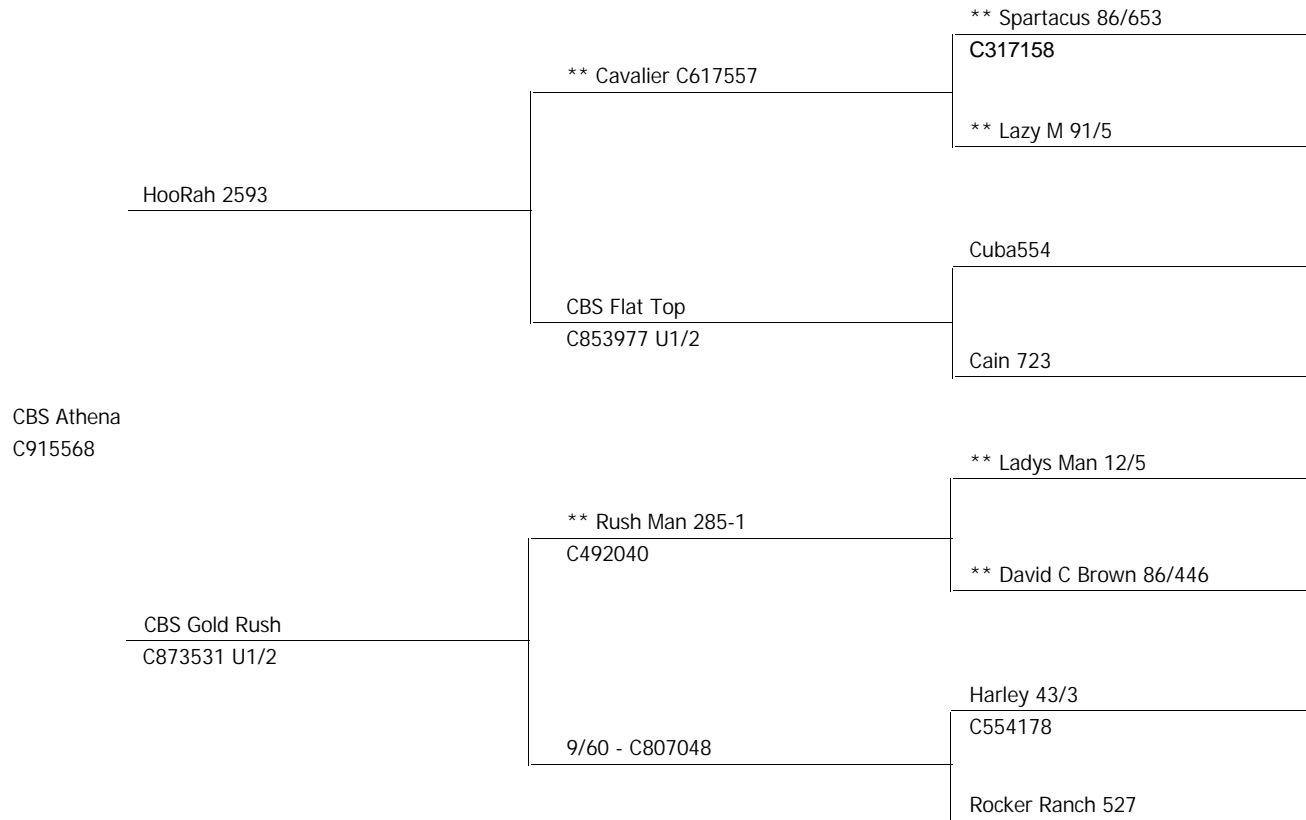 ** Spartacus 86/653
C317158
** Cavalier C617557
** Lazy M 91/5
HooRah 2593
Cuba554
CBS Flat Top
C853977 U1/2
Cain 723
CBS Athena
C915568
** Ladys Man 12/5
** Rush Man 285-1
C492040
** David C Brown 86/446
CBS Gold Rush
C873531 U1/2
Harley 43/3
C554178
9/60 - C807048
Rocker Ranch 527